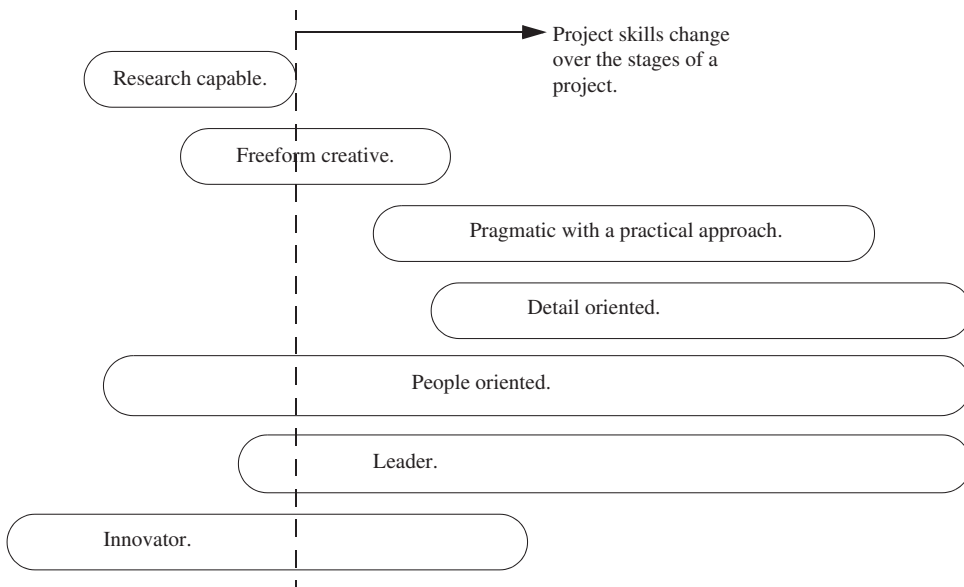 Project skills change
over the stages of a
project.
Research capable.
Freeform creative.
Pragmatic with a practical approach.
Detail oriented.
People oriented.
Leader.
Innovator.